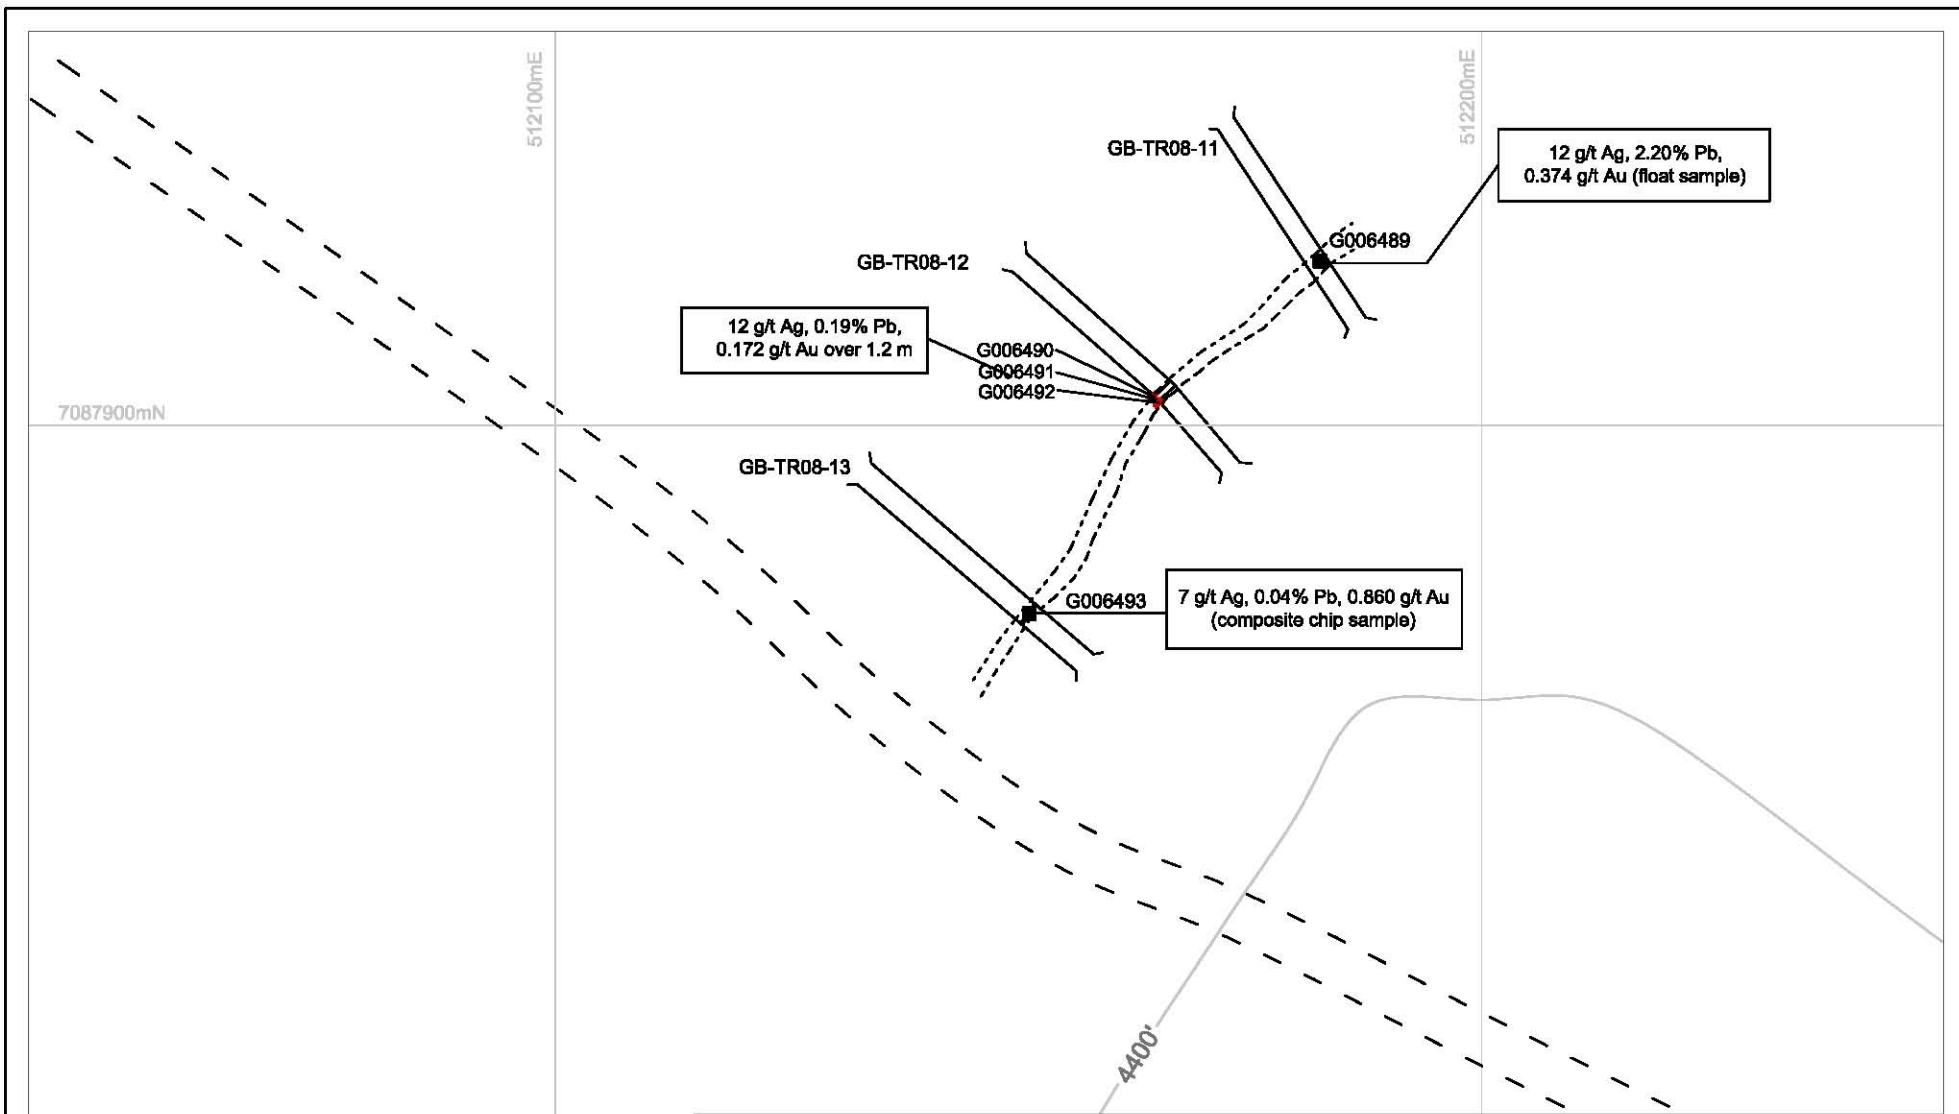 512100mE
512200mE
GB-TR08-11
12 g/t Ag, 2.20% Pb,
0.374 g/t Au (float sample)
G006489
GB-TR08-12
12 g/t Ag, 0.19% Pb,
0.172 g/t Au over 1.2 m
G006490
G006491
G006492
7087900mN
GB-TR08-13
G006493
7 g/t Ag, 0.04% Pb, 0.860 g/t Au
(composite chip sample)
4400'